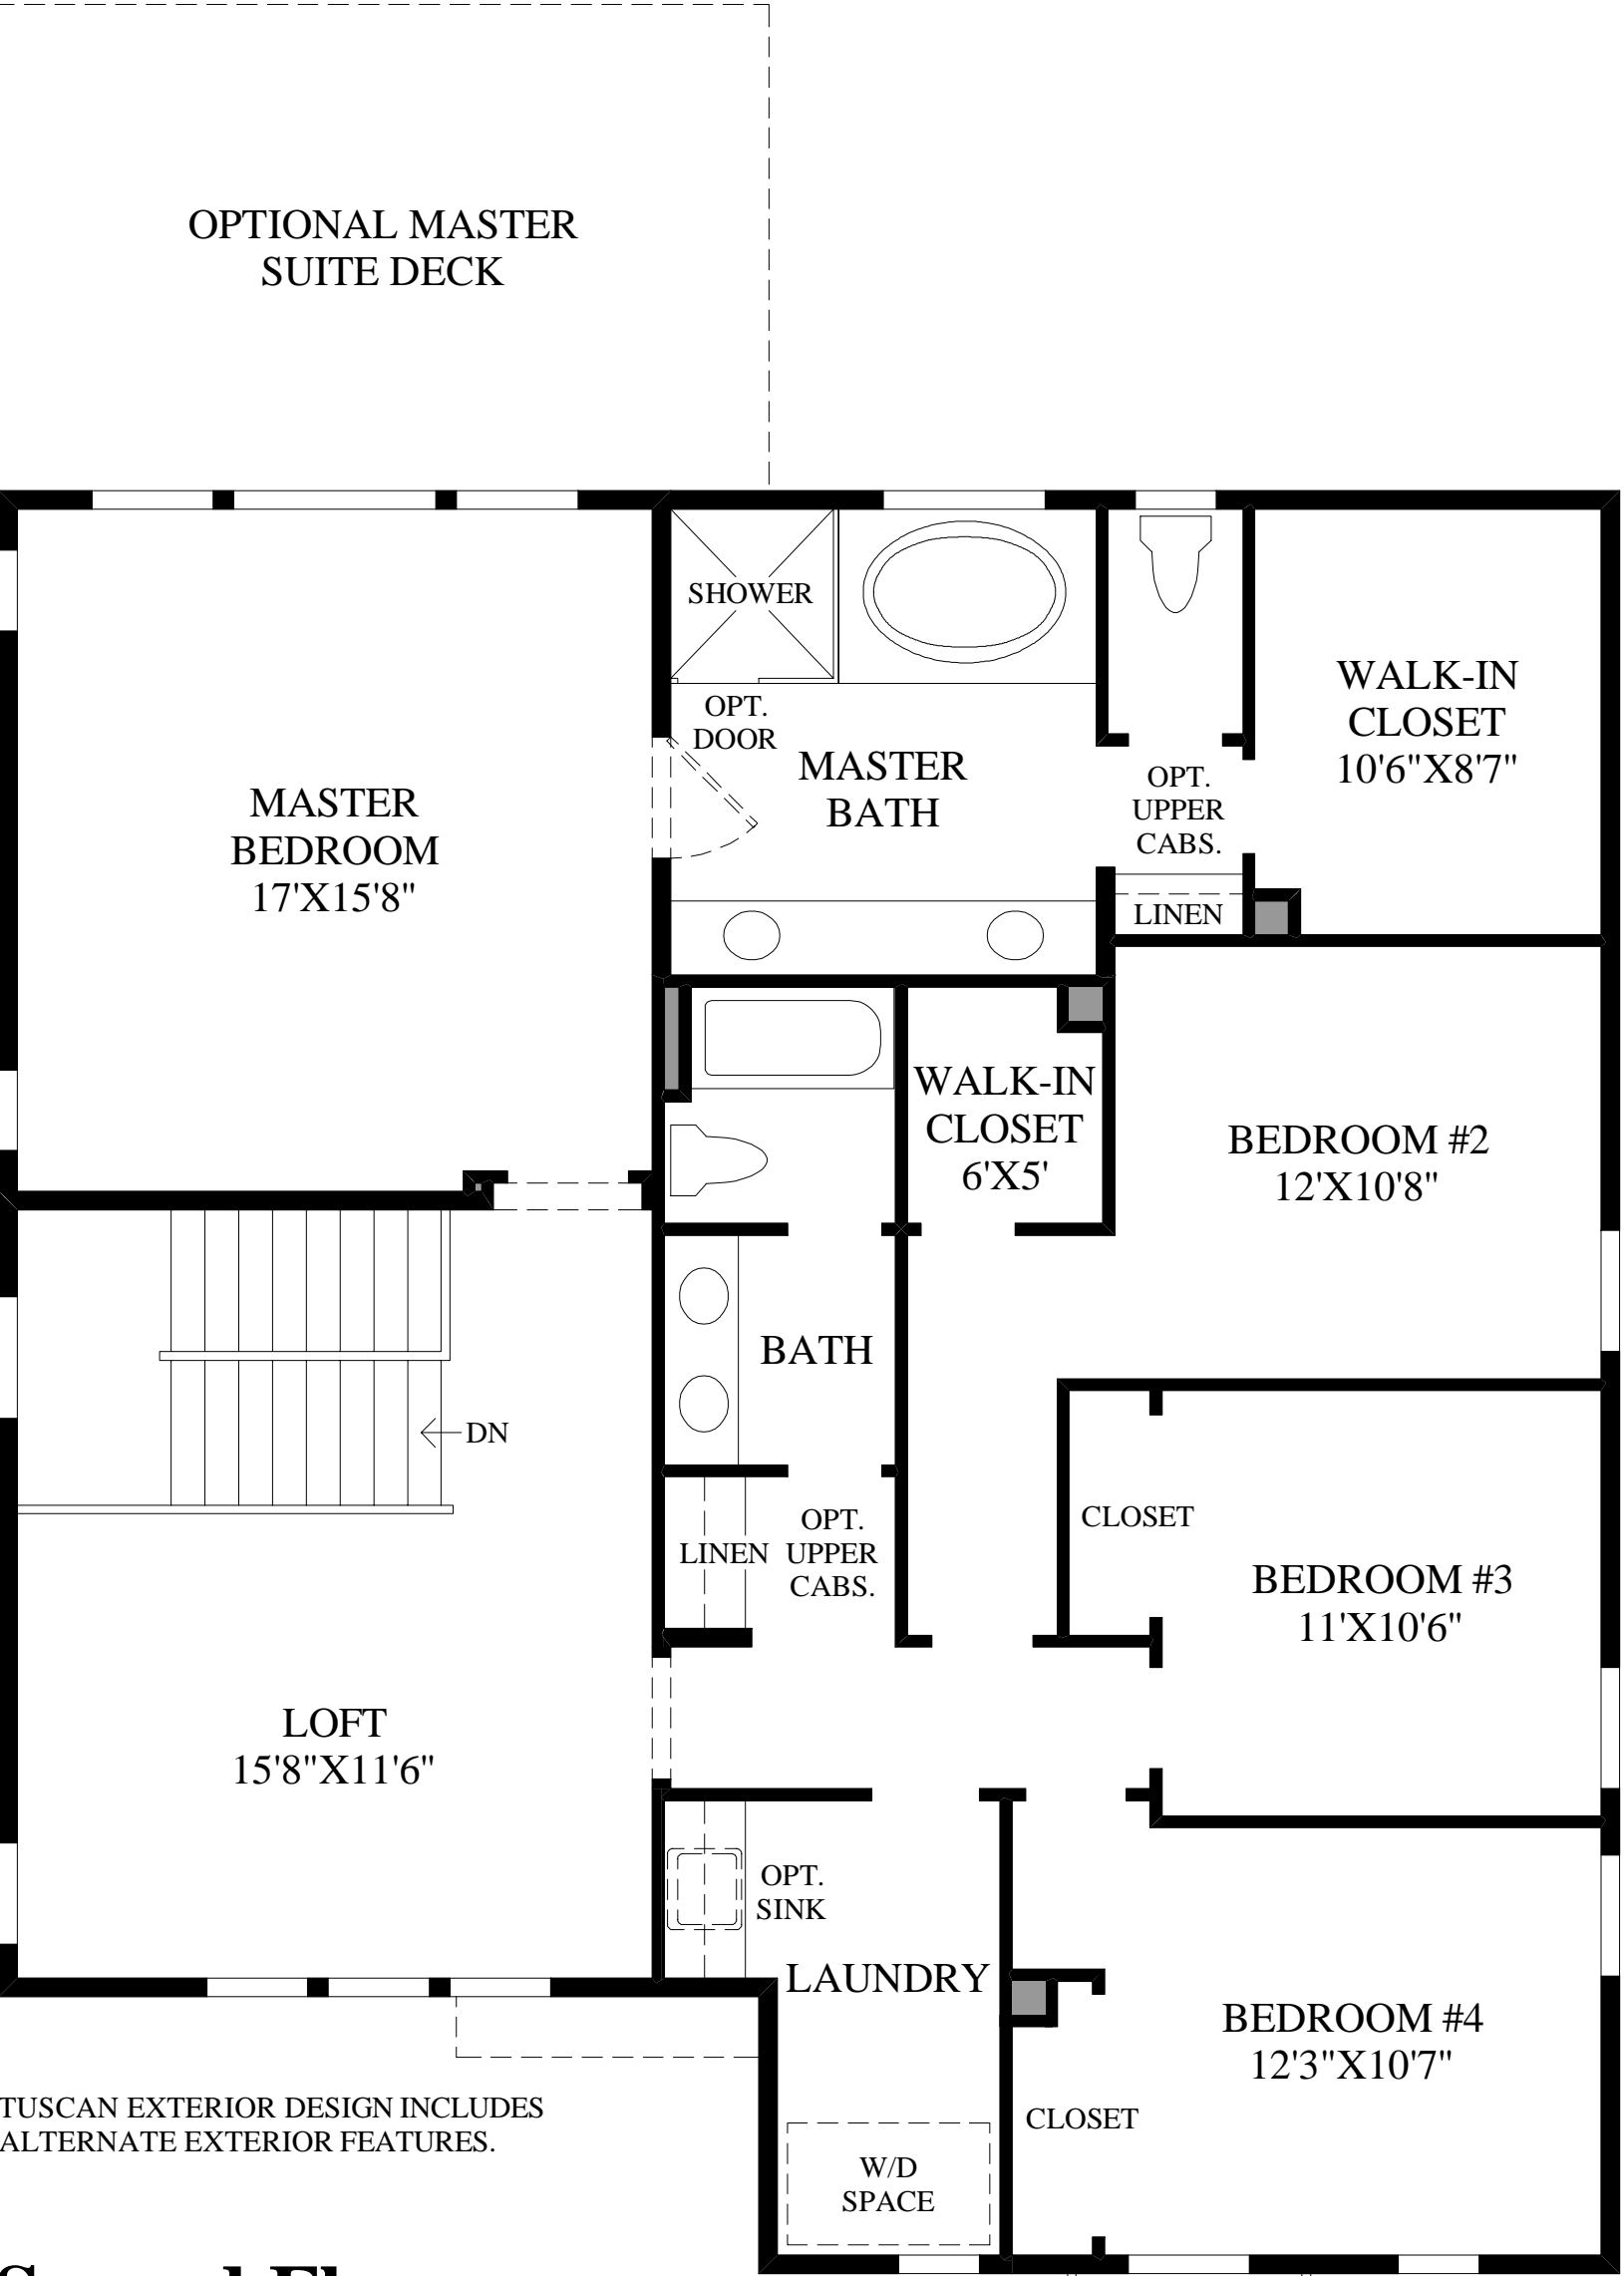 OPTIONAL MASTER
SUITE DECK
SHOWER
OPT.
DOOR
MASTER
BATH
OPT.
UPPER
CABS.
LINEN
WALK-IN
CLOSET
10'6"X8'7"
MASTER
BEDROOM
17'X15'8"
WALK-IN
CLOSET
6'X5'
BEDROOM #2
12'X10'8"
BATH
DN
CLOSET
LINEN
OPT.
UPPER
CABS.
BEDROOM #3
11'X10'6"
LOFT
15'8"X11'6"
OPT.
SINK
LAUNDRY
BEDROOM #4
12'3"X10'7"
CLOSET
W/D
SPACE
TUSCAN EXTERIOR DESIGN INCLUDES
ALTERNATE EXTERIOR FEATURES.